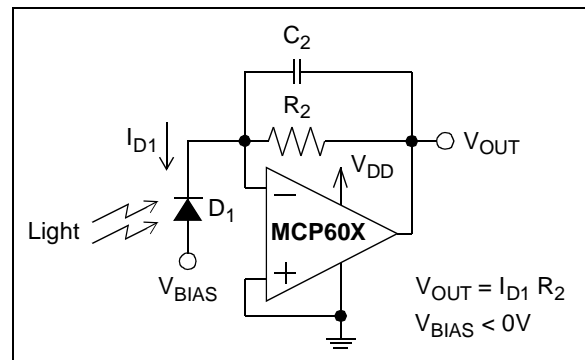 C2
R2
ID1
VOUT
VDD
D1
Light
MCP60X
VBIAS
VOUT = ID1 R2
VBIAS < 0V